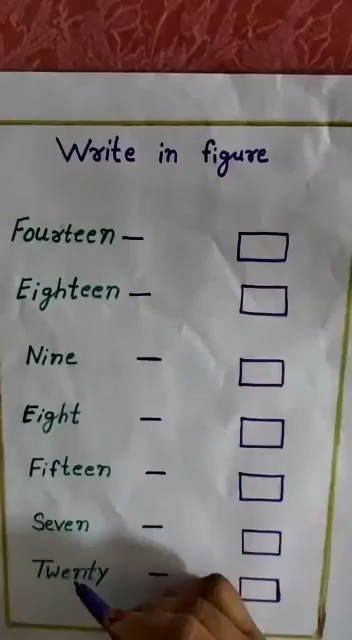 Write in figure
Fourteen —
Eighteen —
Nine —
Eight —
Fifteen —
Seven —
Twenty —